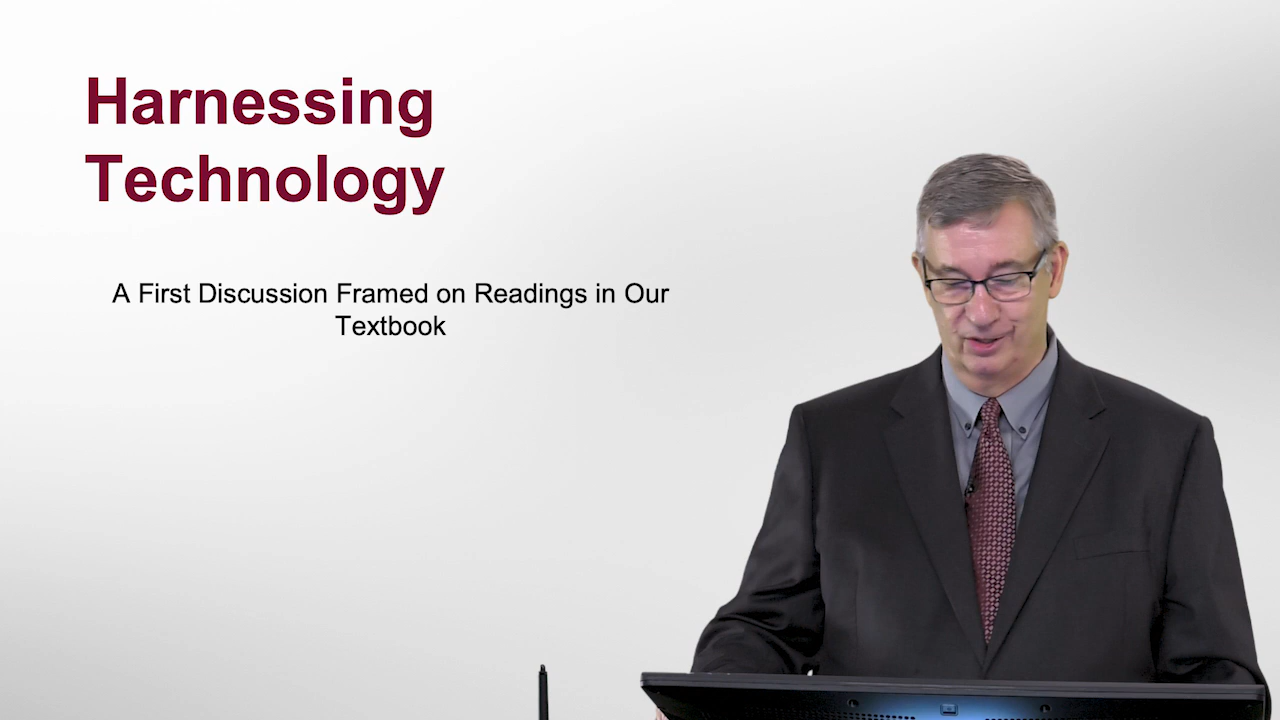 Harnessing
Technology
A First Discussion Framed on Readings in Our
Textbook